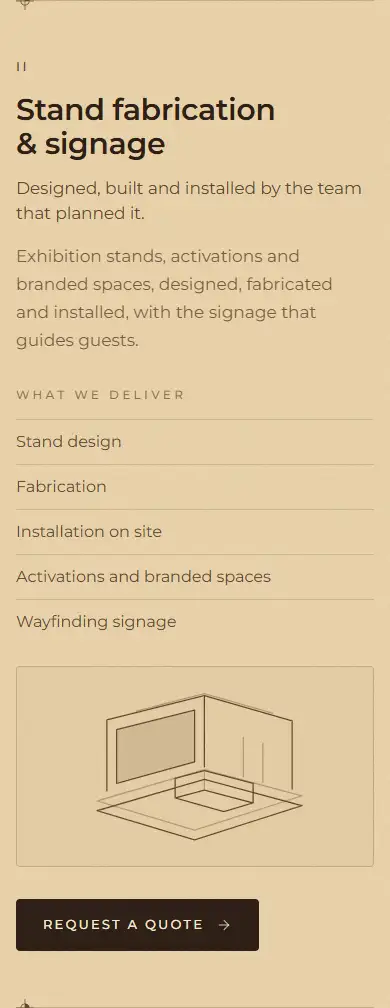 II
Stand fabrication
& signage
Designed, built and installed by the team
that planned it.
Exhibition stands, activations and
branded spaces, designed, fabricated
and installed, with the signage that
guides guests.
WHAT WE DELIVER
Stand design
Fabrication
Installation on site
Activations and branded spaces
Wayfinding signage
REQUEST A QUOTE →